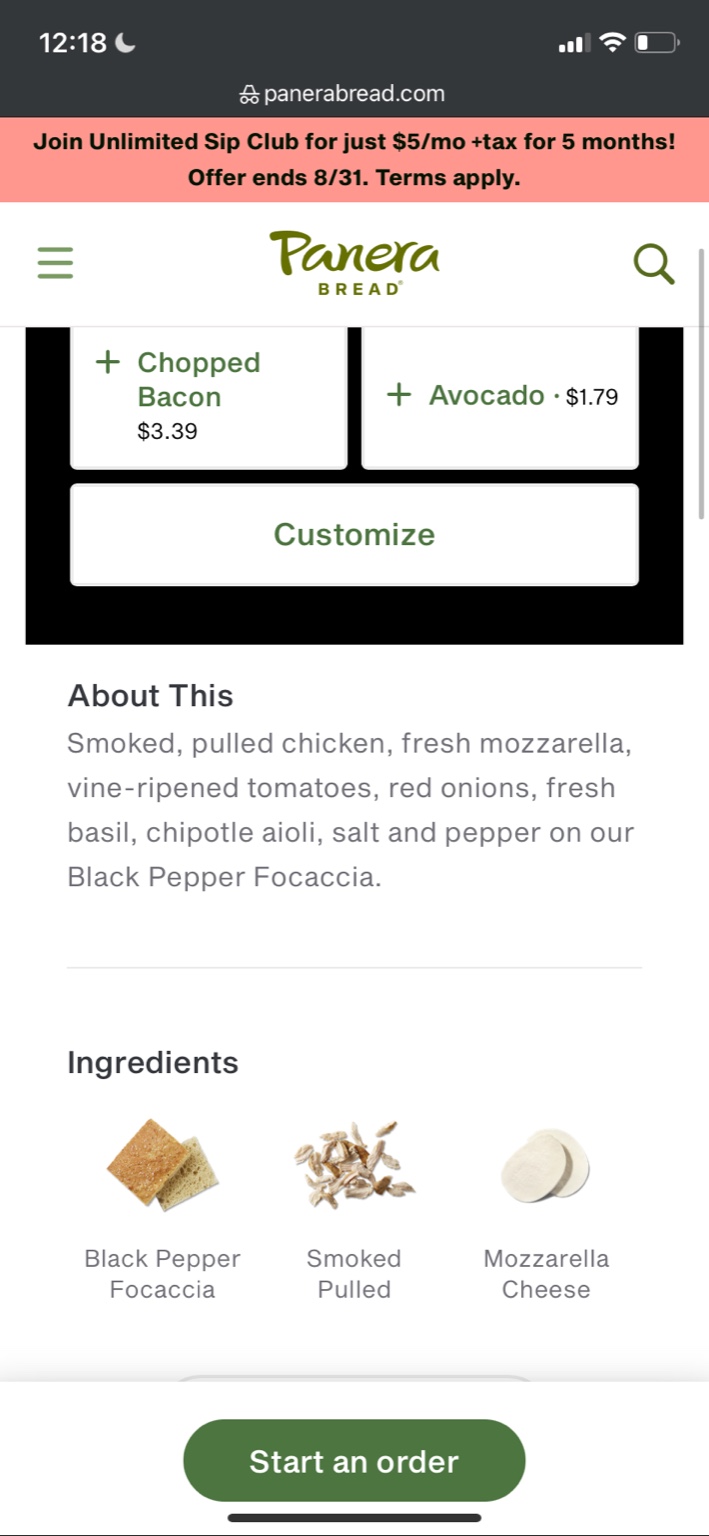 12:18
panerabread.com
Join Unlimited Sip Club for just $5/mo +tax for 5 months!
Offer ends 8/31. Terms apply.
Panera
BREAD®
+ Chopped
Bacon
$3.39
+ Avocado · $1.79
Customize
About This
Smoked, pulled chicken, fresh mozzarella,
vine-ripened tomatoes, red onions, fresh
basil, chipotle aioli, salt and pepper on our
Black Pepper Focaccia.
Ingredients
Black Pepper
Focaccia
Smoked
Pulled
Mozzarella
Cheese
Start an order